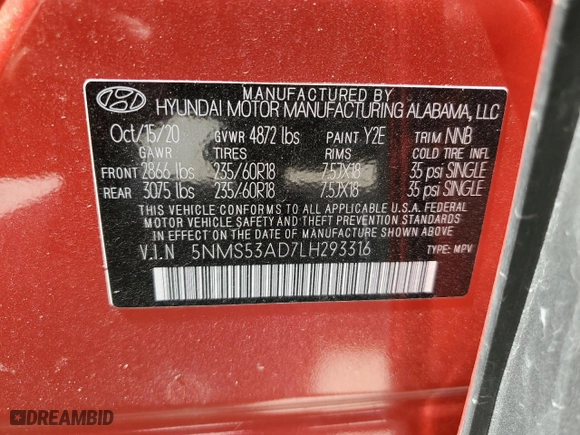 MANUFACTURED BY
HYUNDAI MOTOR MANUFACTURING ALABAMA, LLC
Oct/15/20 GVWR 4872 lbs PAINT Y2E TRIM NNB
GAWR TIRES RIMS COLD TIRE INFL
FRONT 2866 lbs 235/60R18 7.5JX18 35 psi SINGLE
REAR 3075 lbs 235/60R18 7.5JX18 35 psi SINGLE
THIS VEHICLE CONFORMS TO ALL APPLICABLE U.S.A. FEDERAL
MOTOR VEHICLE SAFETY AND THEFT PREVENTION STANDARDS
IN EFFECT ON THE DATE OF MANUFACTURE SHOWN ABOVE
V.I.N 5NMS53AD7LH293316 TYPE: MPV
DREAMBID